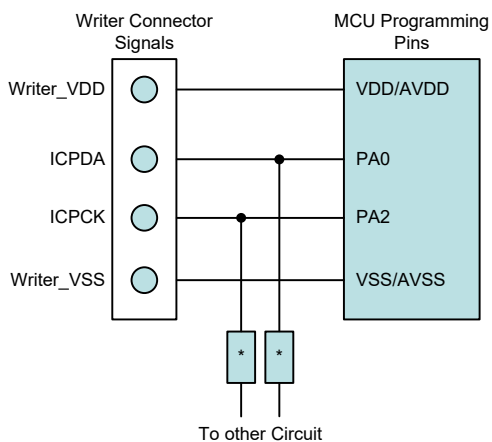 Writer Connector
Signals
MCU Programming
Pins
Writer_VDD
VDD/AVDD
ICPDA
PA0
ICPCK
PA2
Writer_VSS
VSS/AVSS
*
*
To other Circuit